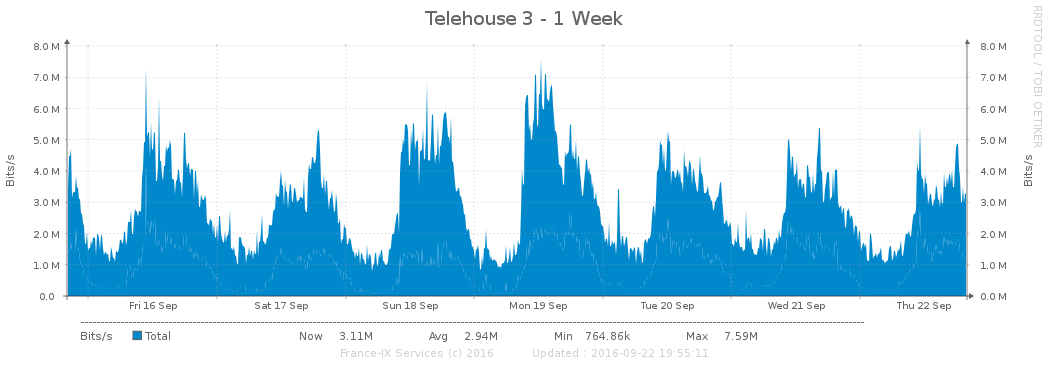 Telehouse 3 - 1 Week
RRDTOOL / TOBI OETIKER
8.0 M 8.0 M
7.0 M 7.0 M
6.0 M 6.0 M
5.0 M 5.0 M
4.0 M 4.0 M
3.0 M 3.0 M
2.0 M 2.0 M
1.0 M 1.0 M
0.0 0.0 M
Bits/s Bits/s
Fri 16 Sep Sat 17 Sep Sun 18 Sep Mon 19 Sep Tue 20 Sep Wed 21 Sep Thu 22 Sep
Bits/s Total Now 3.11M Avg 2.94M Min 764.86k Max 7.59M
France-IX Services (c) 2016 Updated : 2016-09-22 19:55:11